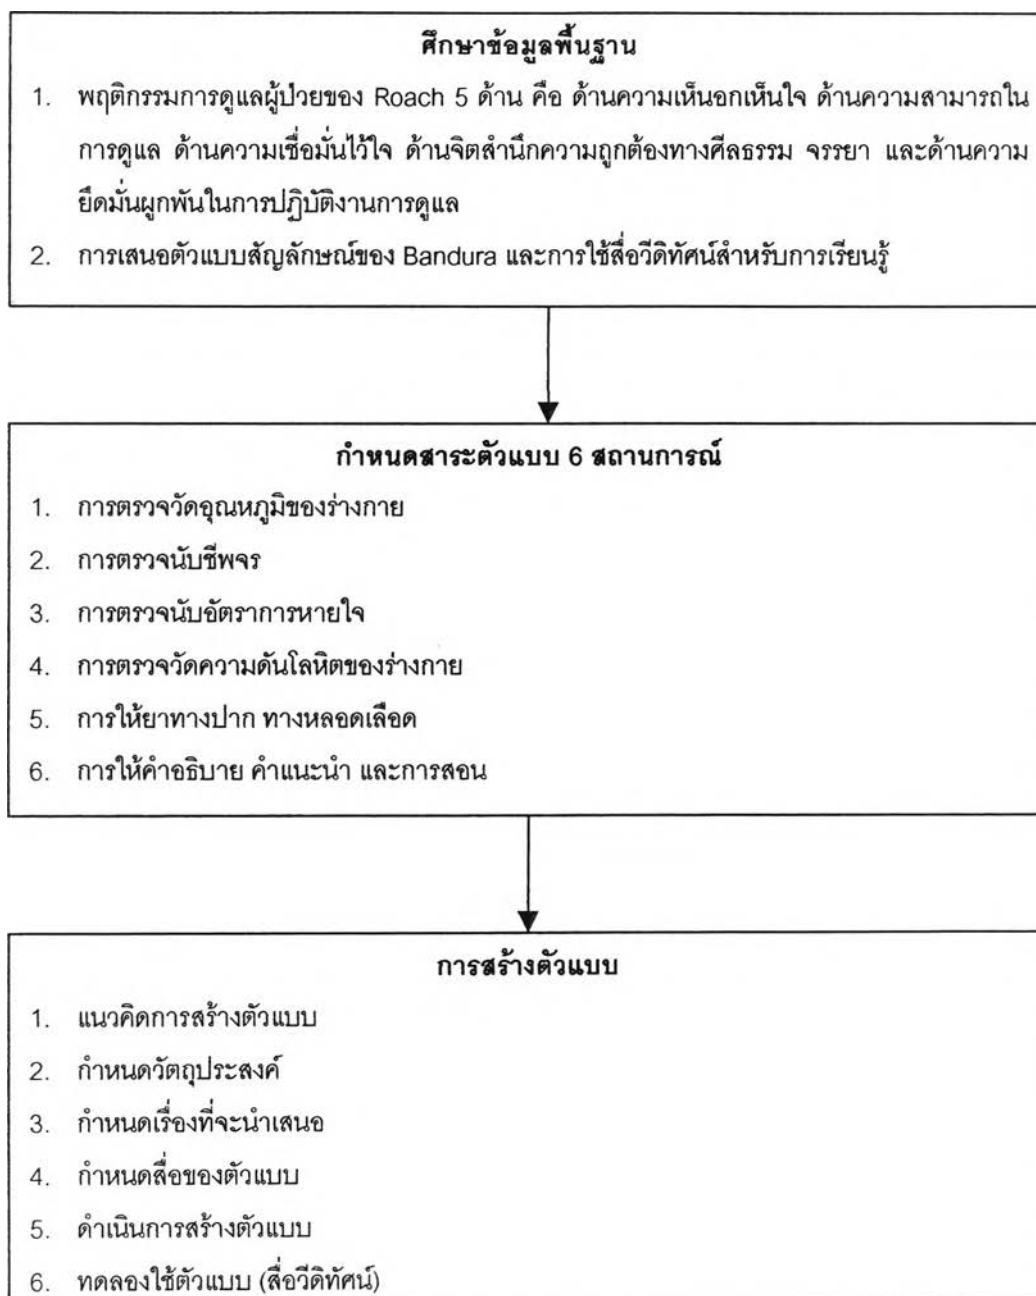 ศึกษาข้อมูลพื้นฐาน
1. พฤติกรรมการดูแลผู้ป่วยของ Roach 5 ด้าน คือ ด้านความเห็นอกเห็นใจ ด้านความสามารถใน
การดูแล ด้านความเชื่อมั่นไว้ใจ ด้านจิตสำนึกความถูกต้องทางศีลธรรม จรรยา และด้านความ
ยึดมั่นผูกพันในการปฏิบัติงานการดูแล
2. การเสนอตัวแบบสัญลักษณ์ของ Bandura และการใช้สื่อวีดิทัศน์สำหรับการเรียนรู้
กำหนดสาระตัวแบบ 6 สถานการณ์
1. การตรวจวัดอุณหภูมิของร่างกาย
2. การตรวจนับชีพจร
3. การตรวจนับอัตราการหายใจ
4. การตรวจวัดความดันโลหิตของร่างกาย
5. การให้ยาทางปาก ทางหลอดเลือด
6. การให้คำอธิบาย คำแนะนำ และการสอน
การสร้างตัวแบบ
1. แนวคิดการสร้างตัวแบบ
2. กำหนดวัตถุประสงค์
3. กำหนดเรื่องที่จะนำเสนอ
4. กำหนดสื่อของตัวแบบ
5. ดำเนินการสร้างตัวแบบ
6. ทดลองใช้ตัวแบบ (สื่อวีดิทัศน์)